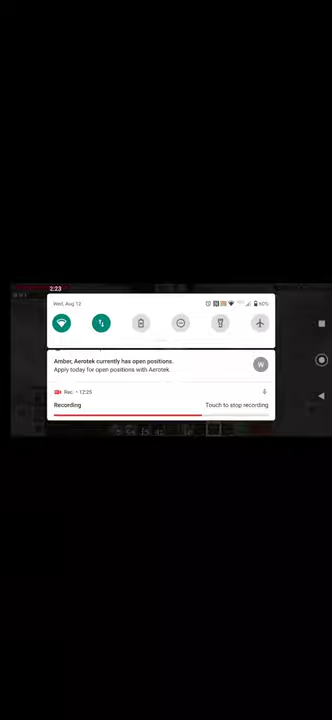 2:23
Wed, Aug 12
60%
Amber, Aerotek currently has open positions.
Apply today for open positions with Aerotek.
W
Rec. • 12:25
Recording
Touch to stop recording